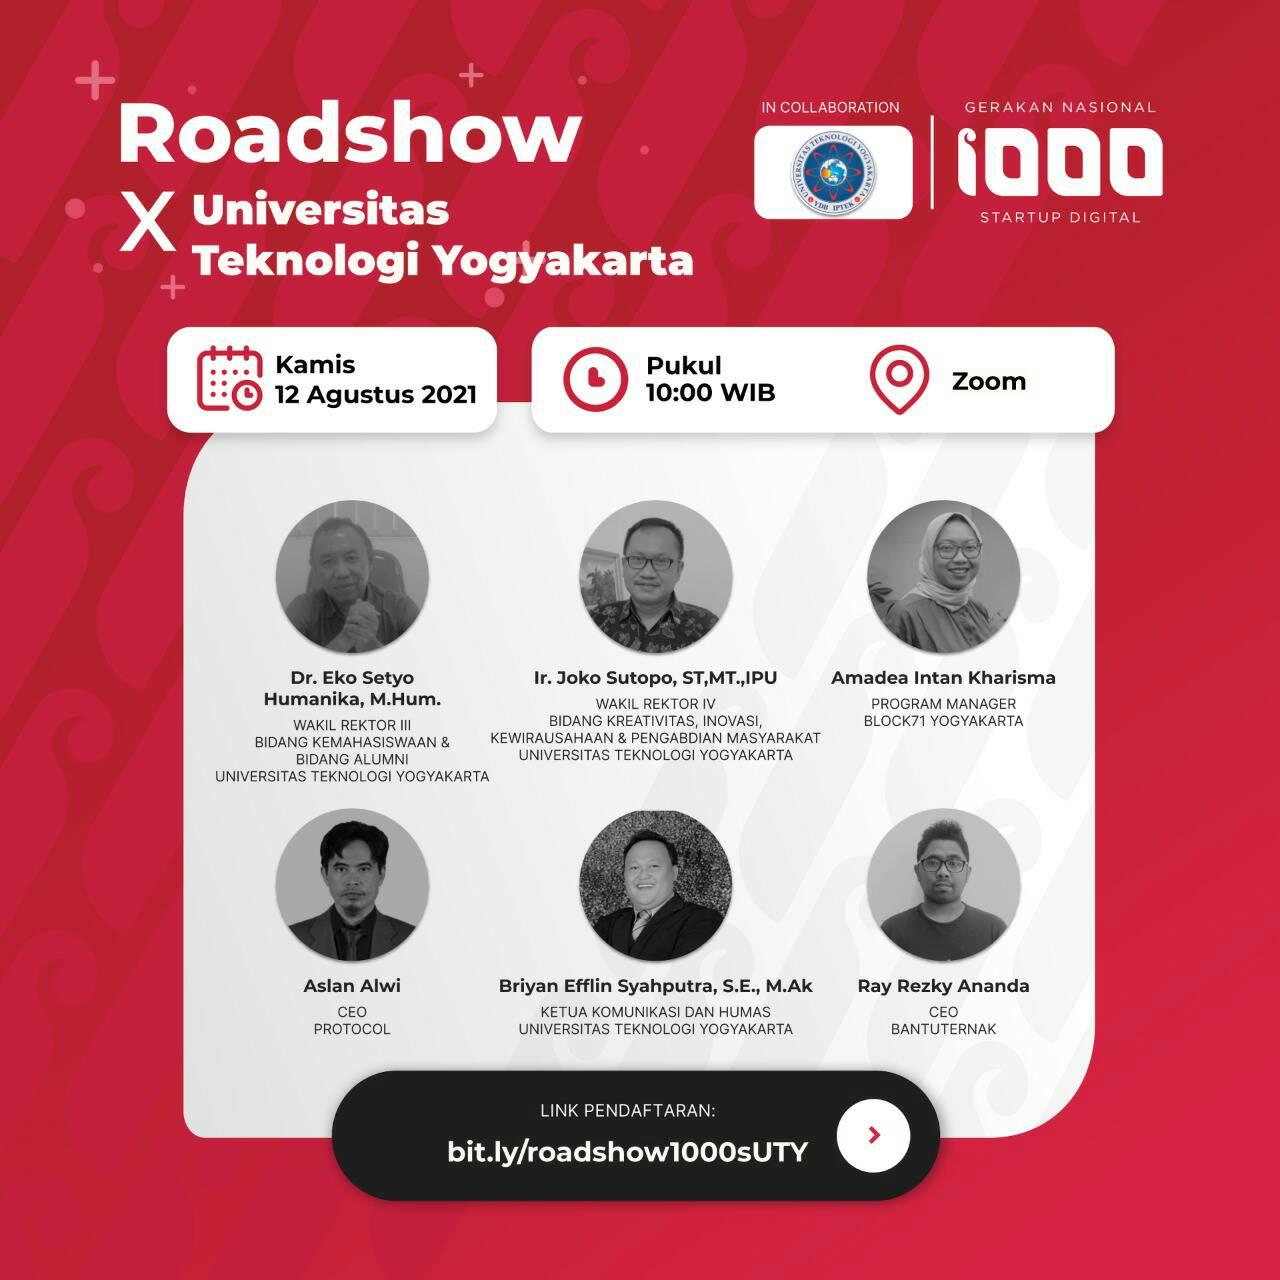 Roadshow
X Universitas
Teknologi Yogyakarta
IN COLLABORATION
UNIVERSITAS TEKNOLOGI YOGYAKARTA
YDB IPTEK
GERAKAN NASIONAL
1000
STARTUP DIGITAL
Kamis
12 Agustus 2021
Pukul
10:00 WIB
Zoom
Dr. Eko Setyo
Humanika, M.Hum.
WAKIL REKTOR III
BIDANG KEMAHASISWAAN &
BIDANG ALUMNI
UNIVERSITAS TEKNOLOGI YOGYAKARTA
Ir. Joko Sutopo, ST,MT.,IPU
WAKIL REKTOR IV
BIDANG KREATIVITAS, INOVASI,
KEWIRAUSAHAAN & PENGABDIAN MASYARAKAT
UNIVERSITAS TEKNOLOGI YOGYAKARTA
Amadea Intan Kharisma
PROGRAM MANAGER
BLOCK71 YOGYAKARTA
Aslan Alwi
CEO
PROTOCOL
Briyan Efflin Syahputra, S.E., M.Ak
KETUA KOMUNIKASI DAN HUMAS
UNIVERSITAS TEKNOLOGI YOGYAKARTA
Ray Rezky Ananda
CEO
BANTUTERNAK
LINK PENDAFTARAN:
bit.ly/roadshow1000sUTY